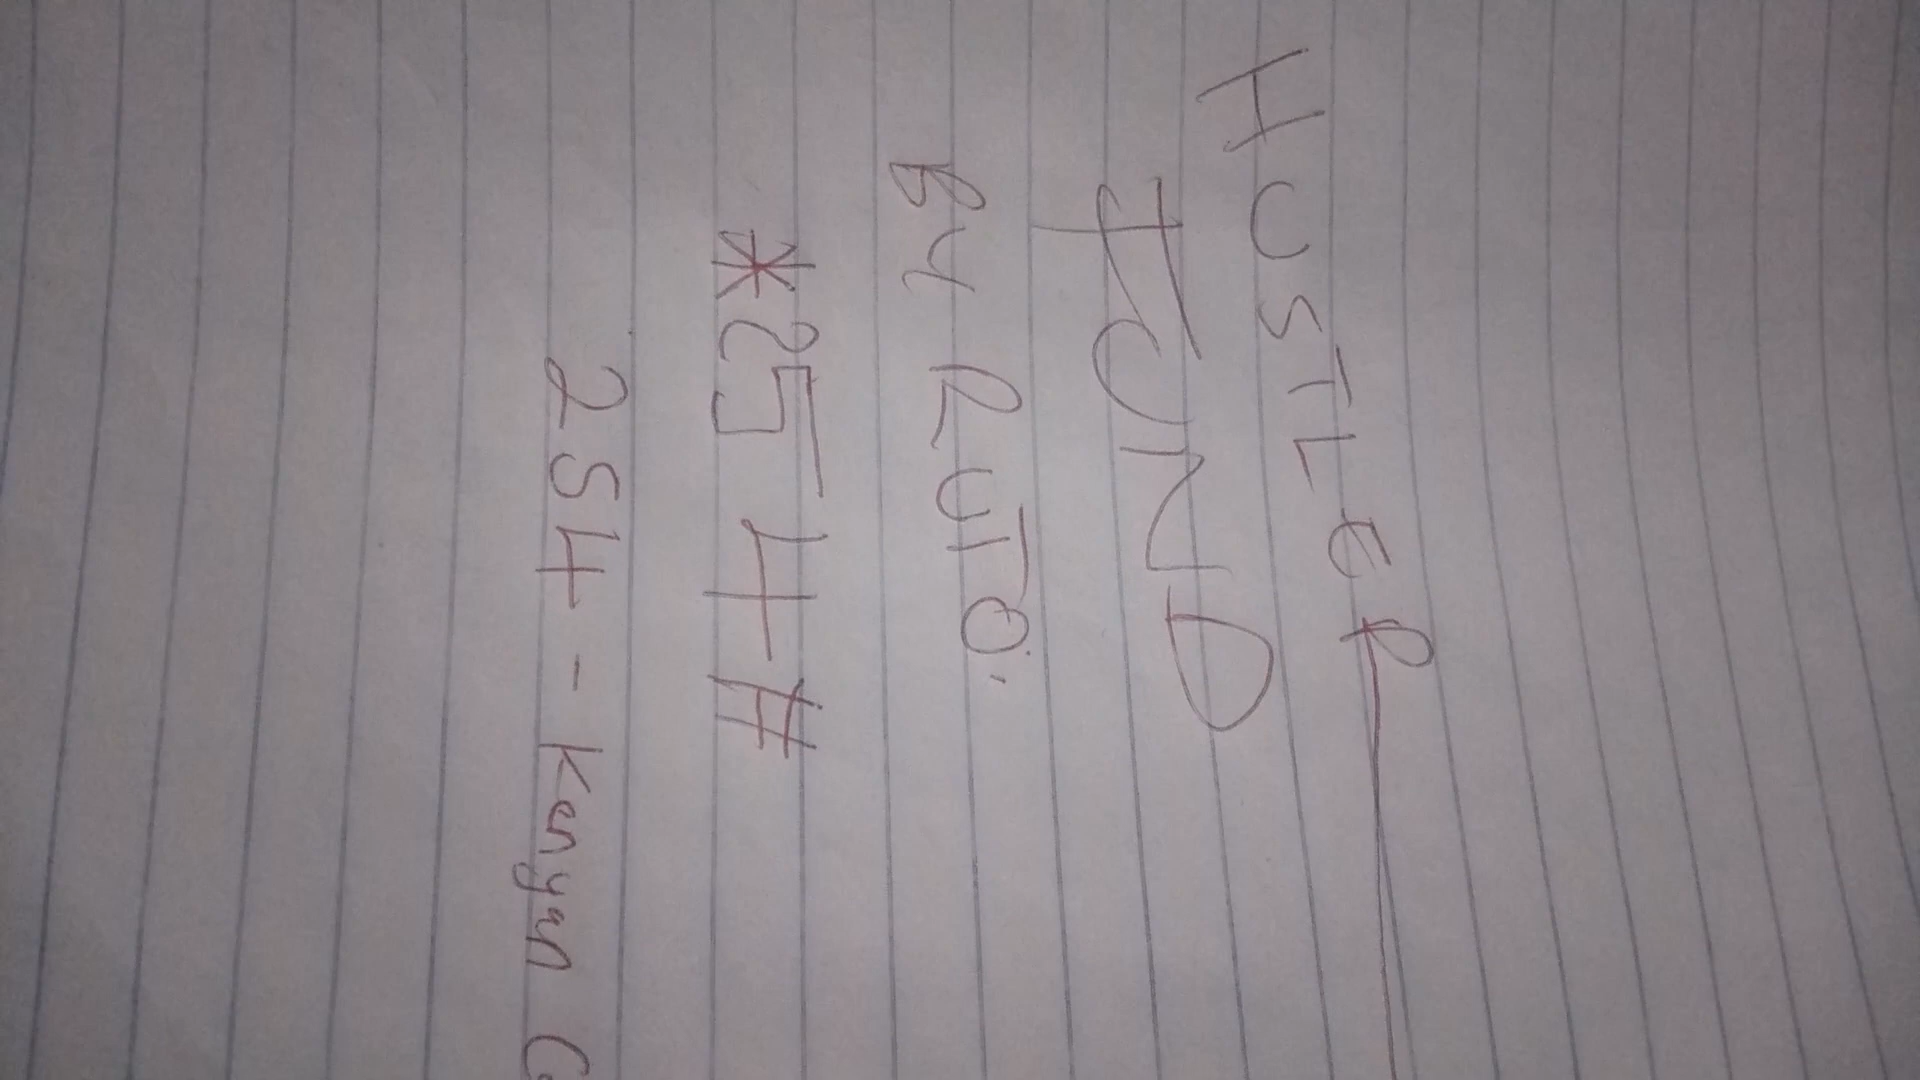 HUSTLER
FUND
By RUTO.
*254#
254 - Kenyan